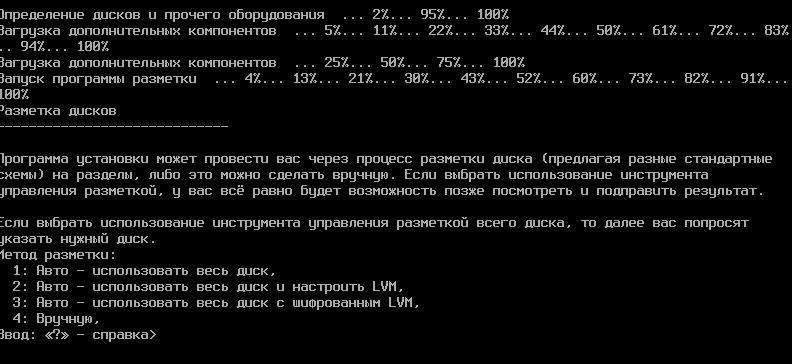 Определение дисков и прочего оборудования  ... 2%... 95%... 100%
Загрузка дополнительных компонентов  ... 5%... 11%... 22%... 33%... 44%... 50%... 61%... 72%... 83%
.. 94%... 100%
Загрузка дополнительных компонентов  ... 25%... 50%... 75%... 100%
Запуск программы разметки  ... 4%... 13%... 21%... 30%... 43%... 52%... 60%... 73%... 82%... 91%...
100%
Разметка дисков
-----------------------------
Программа установки может провести вас через процесс разметки диска (предлагая разные стандартные
схемы) на разделы, либо это можно сделать вручную. Если выбрать использование инструмента
управления разметкой, у вас всё равно будет возможность позже посмотреть и подправить результат.
Если выбрать использование инструмента управления разметкой всего диска, то далее вас попросят
указать нужный диск.
Метод разметки:
  1: Авто - использовать весь диск,
  2: Авто - использовать весь диск и настроить LVM,
  3: Авто - использовать весь диск с шифрованным LVM,
  4: Вручную,
Ввод: «?» - справка>